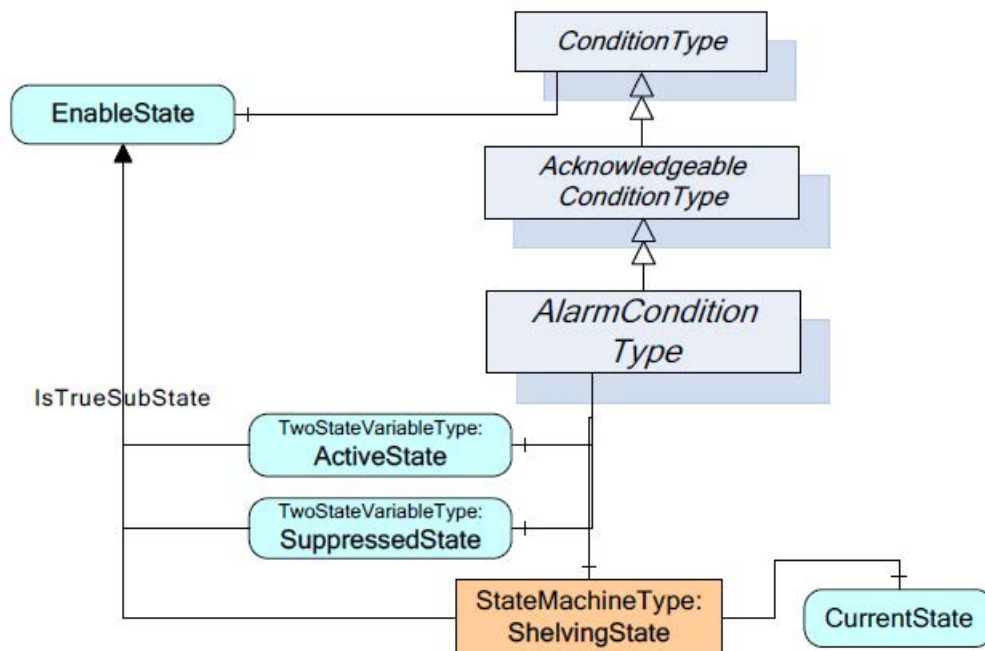 ConditionType
EnableState
Acknowledgeable
ConditionType
AlarmCondition
Type
IsTrueSubState
TwoStateVariableType:
ActiveState
TwoStateVariableType:
SuppressedState
StateMachineType:
ShelvingState
CurrentState